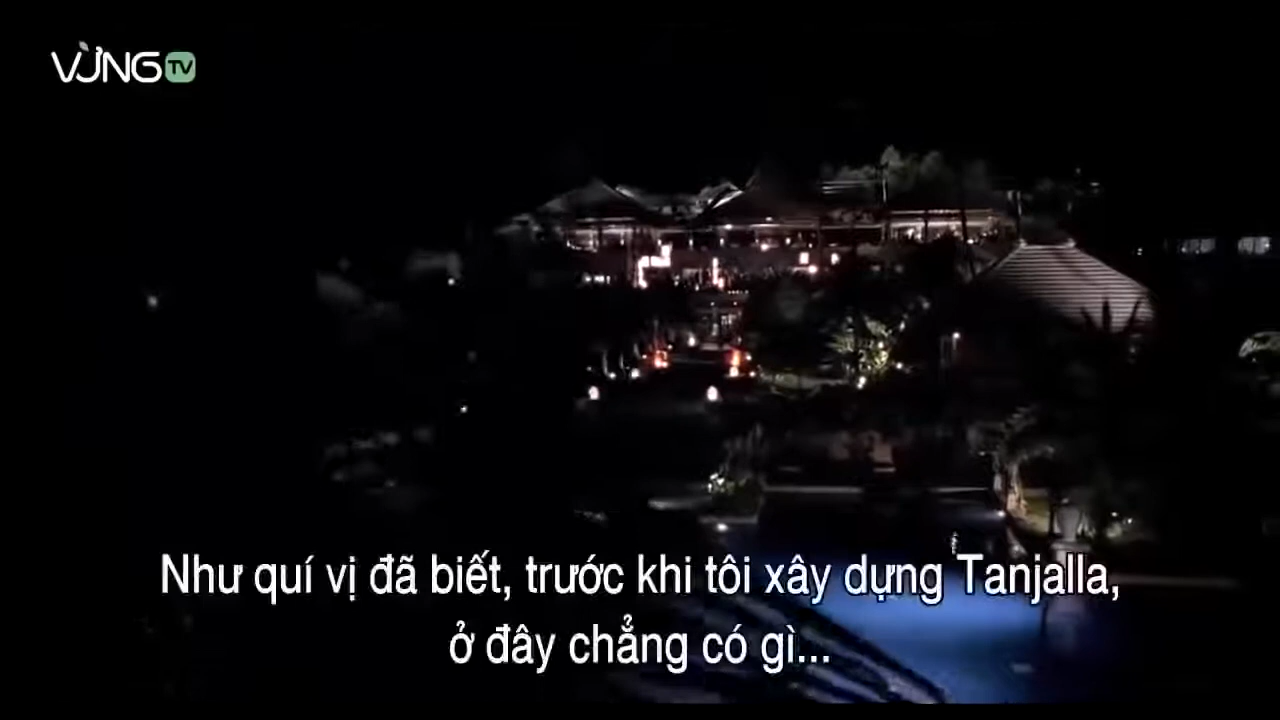 VỪNG TV
Như quí vị đã biết, trước khi tôi xây dựng Tanjalla,
ở đây chẳng có gì...